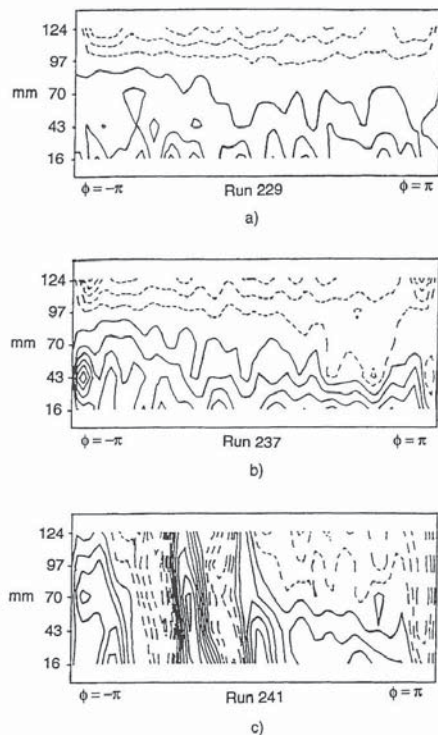 124
97
mm 70
43
16
ϕ = −π Run 229 ϕ = π
a)
124
97
mm 70
43
16
ϕ = −π Run 237 ϕ = π
b)
124
97
mm 70
43
16
ϕ = −π Run 241 ϕ = π
c)